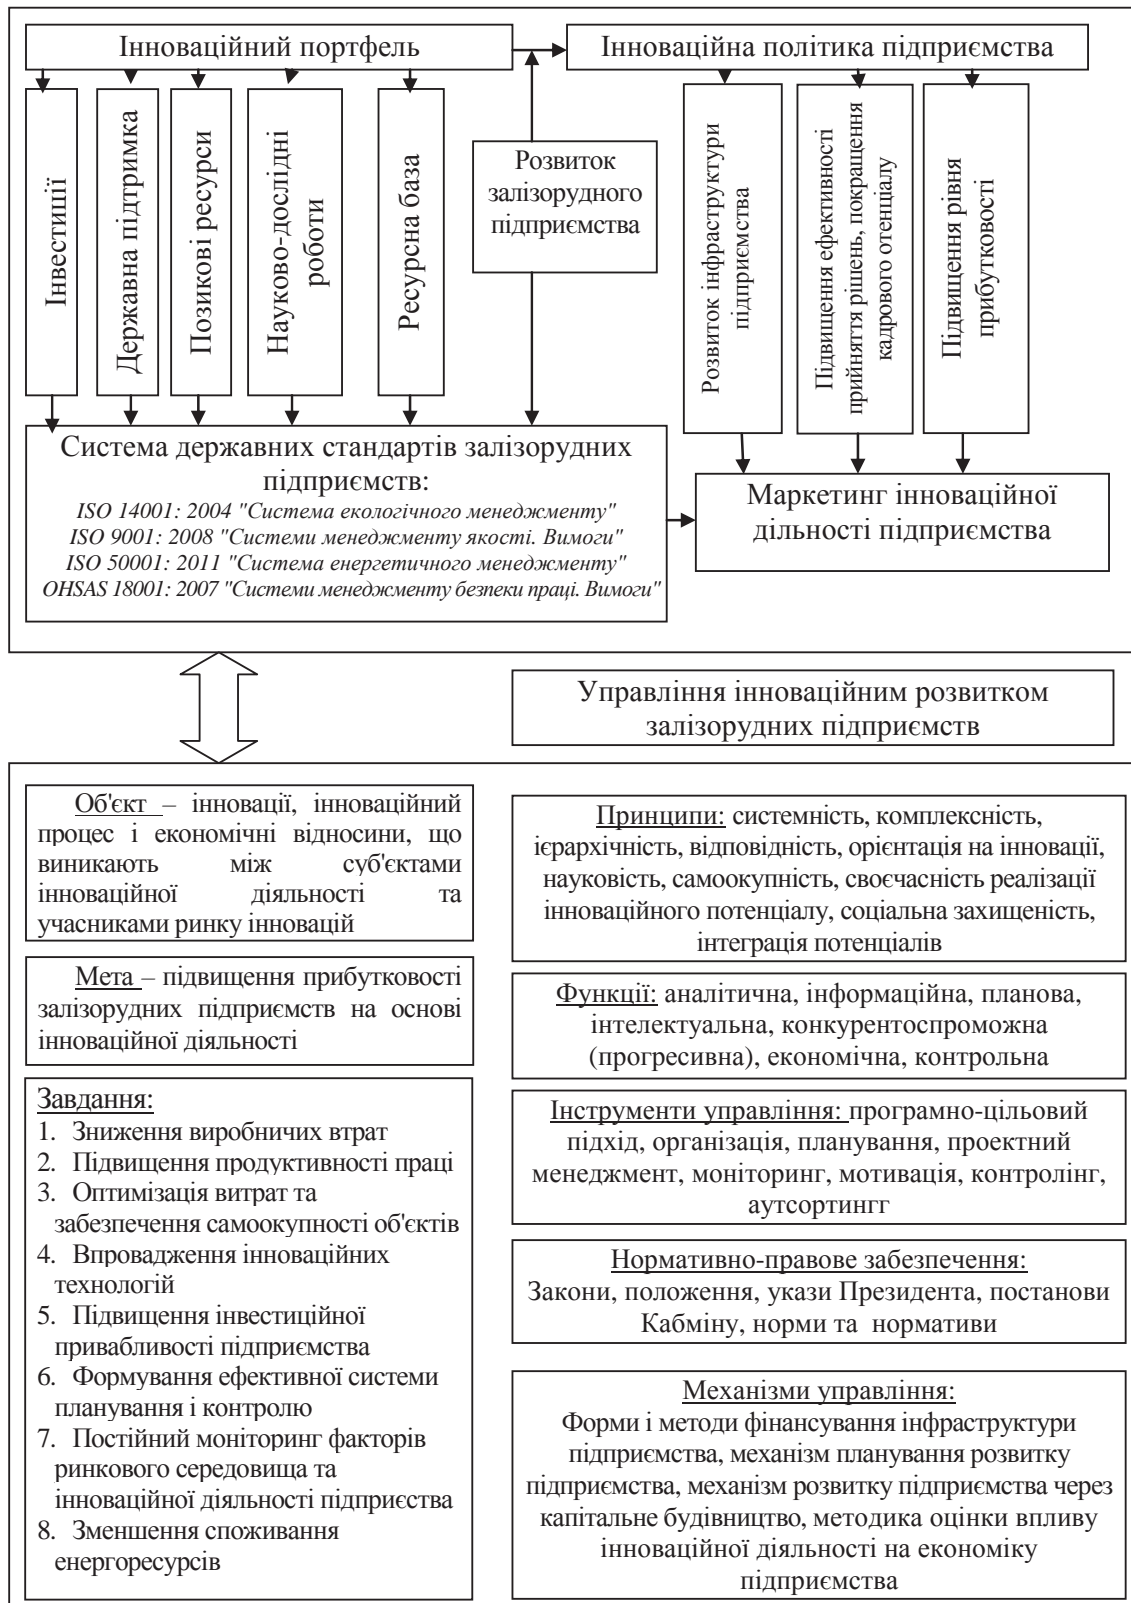 Інноваційний портфель
Інноваційна політика підприємства
Інвестиції
Державна підтримка
Позикові ресурси
Науково-дослідні
роботи
Ресурсна база
Розвиток
залізорудного
підприємства
Розвиток інфраструктури
підприємства
Підвищення ефективності
прийняття рішень, покращення
кадрового отенціалу
Підвищення рівня
прибутковості
Система державних стандартів залізорудних
підприємств:
ISO 14001: 2004 "Система екологічного менеджменту"
ISO 9001: 2008 "Системи менеджменту якості. Вимоги"
ISO 50001: 2011 "Система енергетичного менеджменту"
OHSAS 18001: 2007 "Системи менеджменту безпеки праці. Вимоги"
Маркетинг інноваційної
дільності підприємства
Управління інноваційним розвитком
залізорудних підприємств
Об'єкт – інновації, інноваційний
процес і економічні відносини, що
виникають між суб'єктами
інноваційної діяльності та
учасниками ринку інновацій
Мета – підвищення прибутковості
залізорудних підприємств на основі
інноваційної діяльності
Завдання:
1. Зниження виробничих втрат
2. Підвищення продуктивності праці
3. Оптимізація витрат та
забезпечення самоокупності об'єктів
4. Впровадження інноваційних
технологій
5. Підвищення інвестиційної
привабливості підприємства
6. Формування ефективної системи
планування і контролю
7. Постійний моніторинг факторів
ринкового середовища та
інноваційної діяльності підприєства
8. Зменшення споживання
енергоресурсів
Принципи: системність, комплексність,
ієрархічність, відповідність, орієнтація на інновації,
науковість, самоокупність, своєчасність реалізації
інноваційного потенціалу, соціальна захищеність,
інтеграція потенціалів
Функції: аналітична, інформаційна, планова,
інтелектуальна, конкурентоспроможна
(прогресивна), економічна, контрольна
Інструменти управління: програмно-цільовий
підхід, організація, планування, проектний
менеджмент, моніторинг, мотивація, контролінг,
аутсортингг
Нормативно-правове забезпечення:
Закони, положення, укази Президента, постанови
Кабміну, норми та нормативи
Механізми управління:
Форми і методи фінансування інфраструктури
підприємства, механізм планування розвитку
підприємства, механізм розвитку підприємства через
капітальне будівництво, методика оцінки впливу
інноваційної діяльності на економіку
підприємства